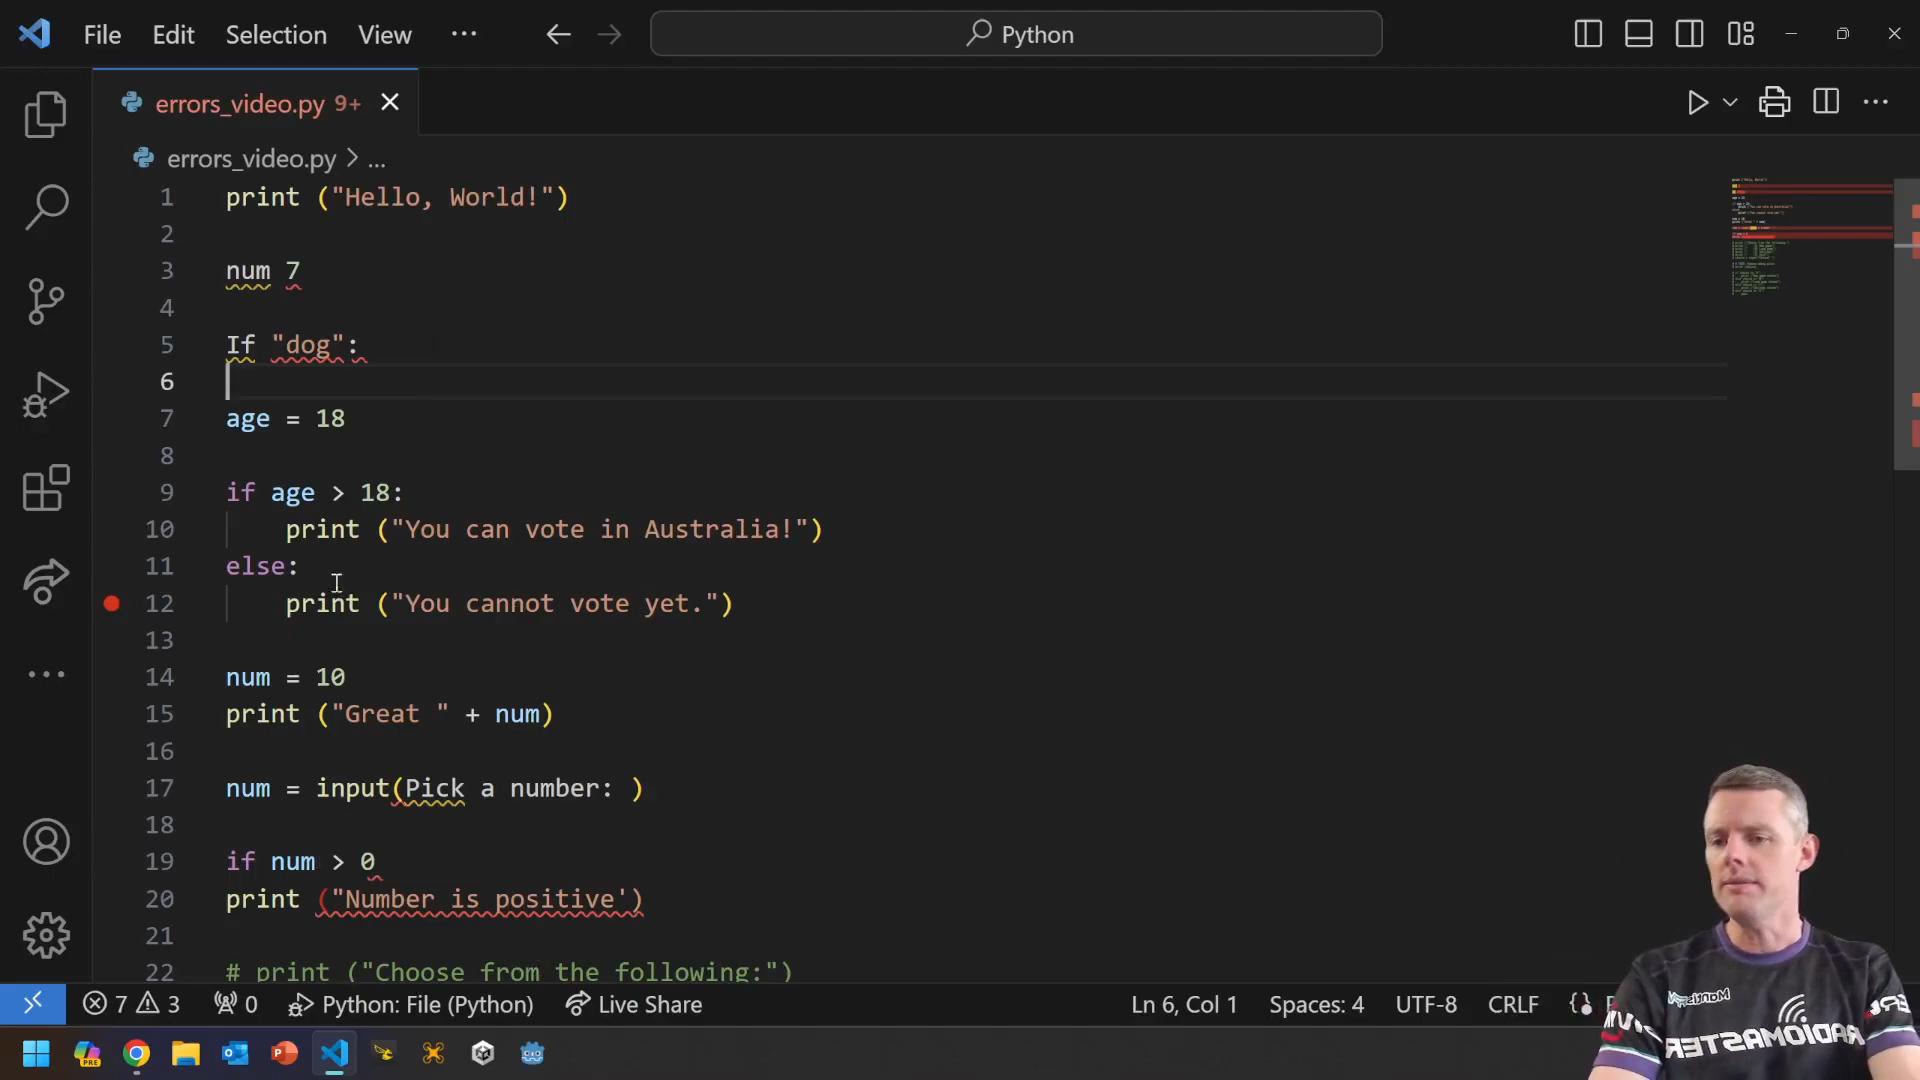 File Edit Selection View ... Python
errors_video.py 9+
errors_video.py > ...
1 print ("Hello, World!")
2
3 num 7
4
5 If "dog":
6
7 age = 18
8
9 if age > 18:
10 print ("You can vote in Australia!")
11 else:
12 print ("You cannot vote yet.")
13
14 num = 10
15 print ("Great " + num)
16
17 num = input(Pick a number: )
18
19 if num > 0
20 print ("Number is positive')
21
22 # print ("Choose from the following:")
7 3 0 Python: File (Python) Live Share Ln 6, Col 1 Spaces: 4 UTF-8 CRLF {}
PRE
RADIOMASTER